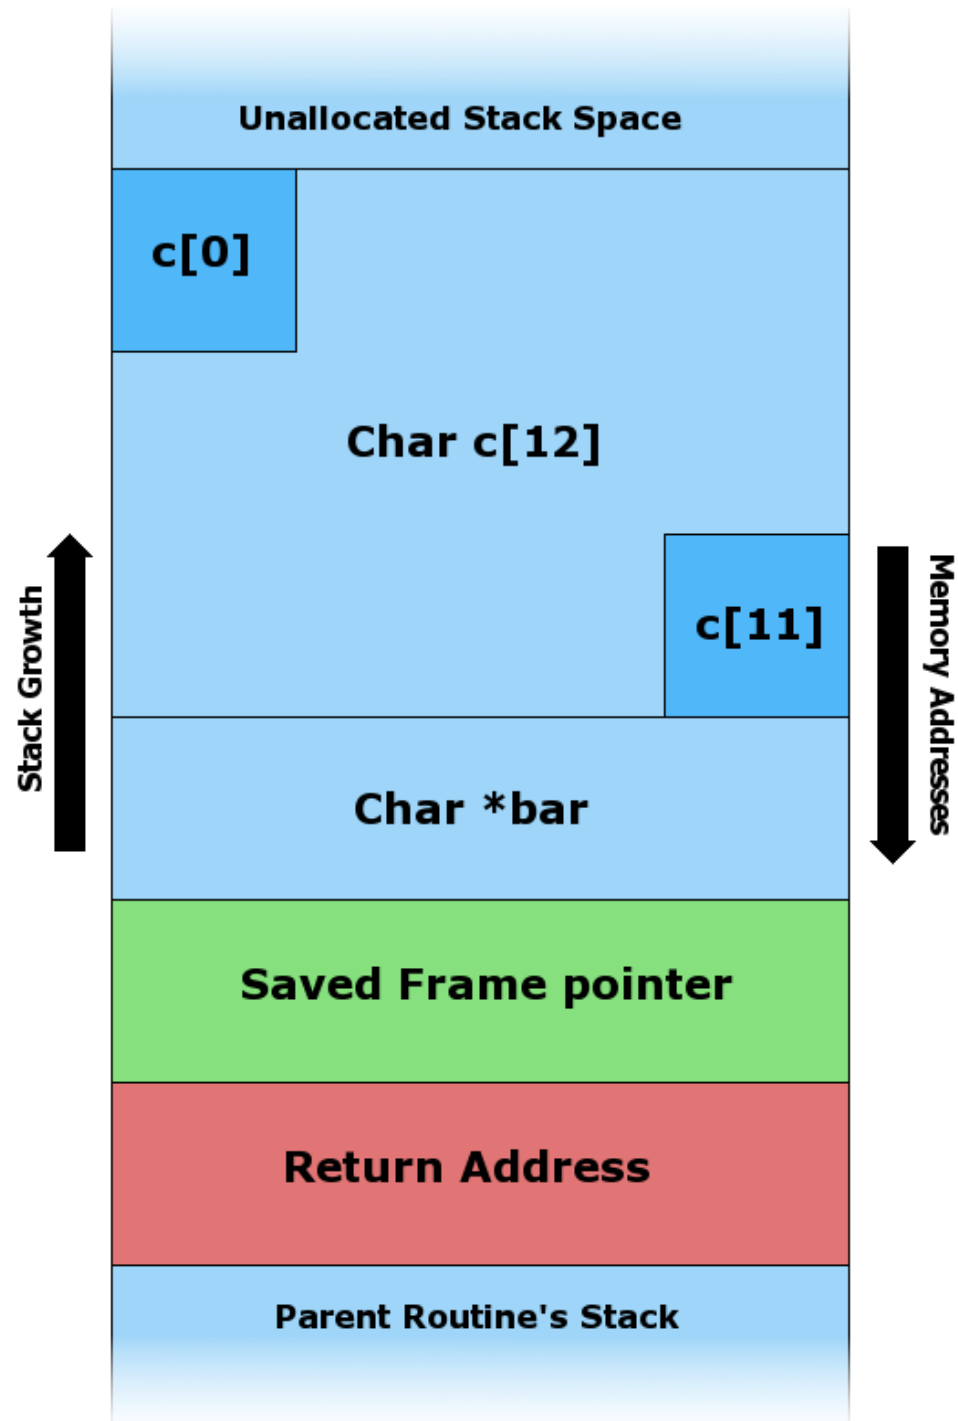 Unallocated Stack Space
c[0]
Char c[12]
c[11]
Stack Growth
Memory Addresses
Char *bar
Saved Frame pointer
Return Address
Parent Routine's Stack